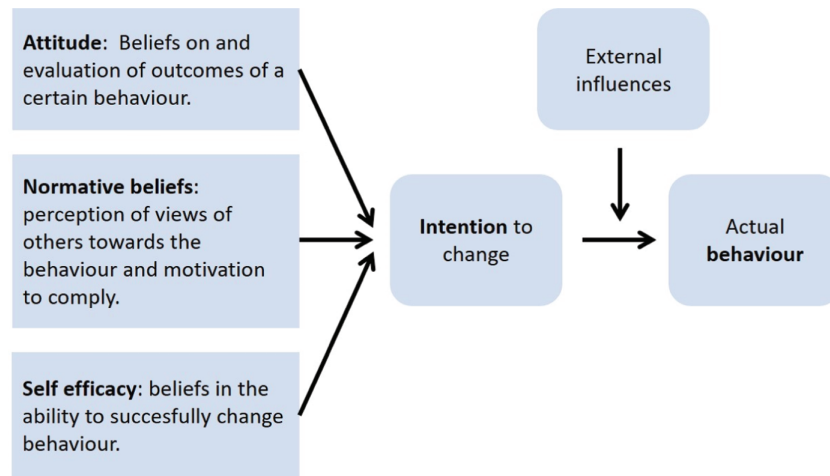 Attitude: Beliefs on and
evaluation of outcomes of a
certain behaviour.
Normative beliefs:
perception of views of
others towards the
behaviour and motivation
to comply.
Self efficacy: beliefs in the
ability to succesfully change
behaviour.
Intention to
change
External
influences
Actual
behaviour